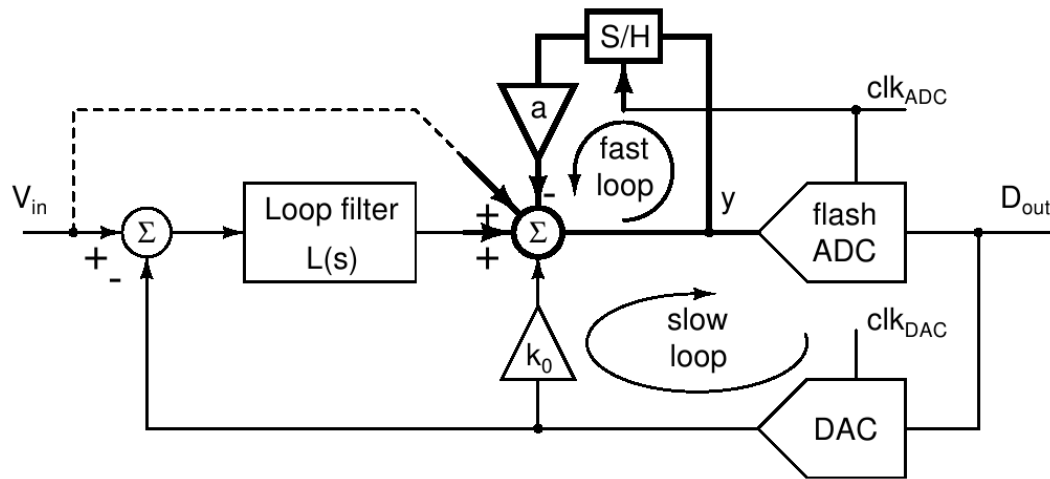 S/H
a
clk_ADC
fast
loop
V_in
Σ
+
-
Loop filter
L(s)
+
+
-
Σ
y
flash
ADC
D_out
slow
loop
clk_DAC
k_0
DAC